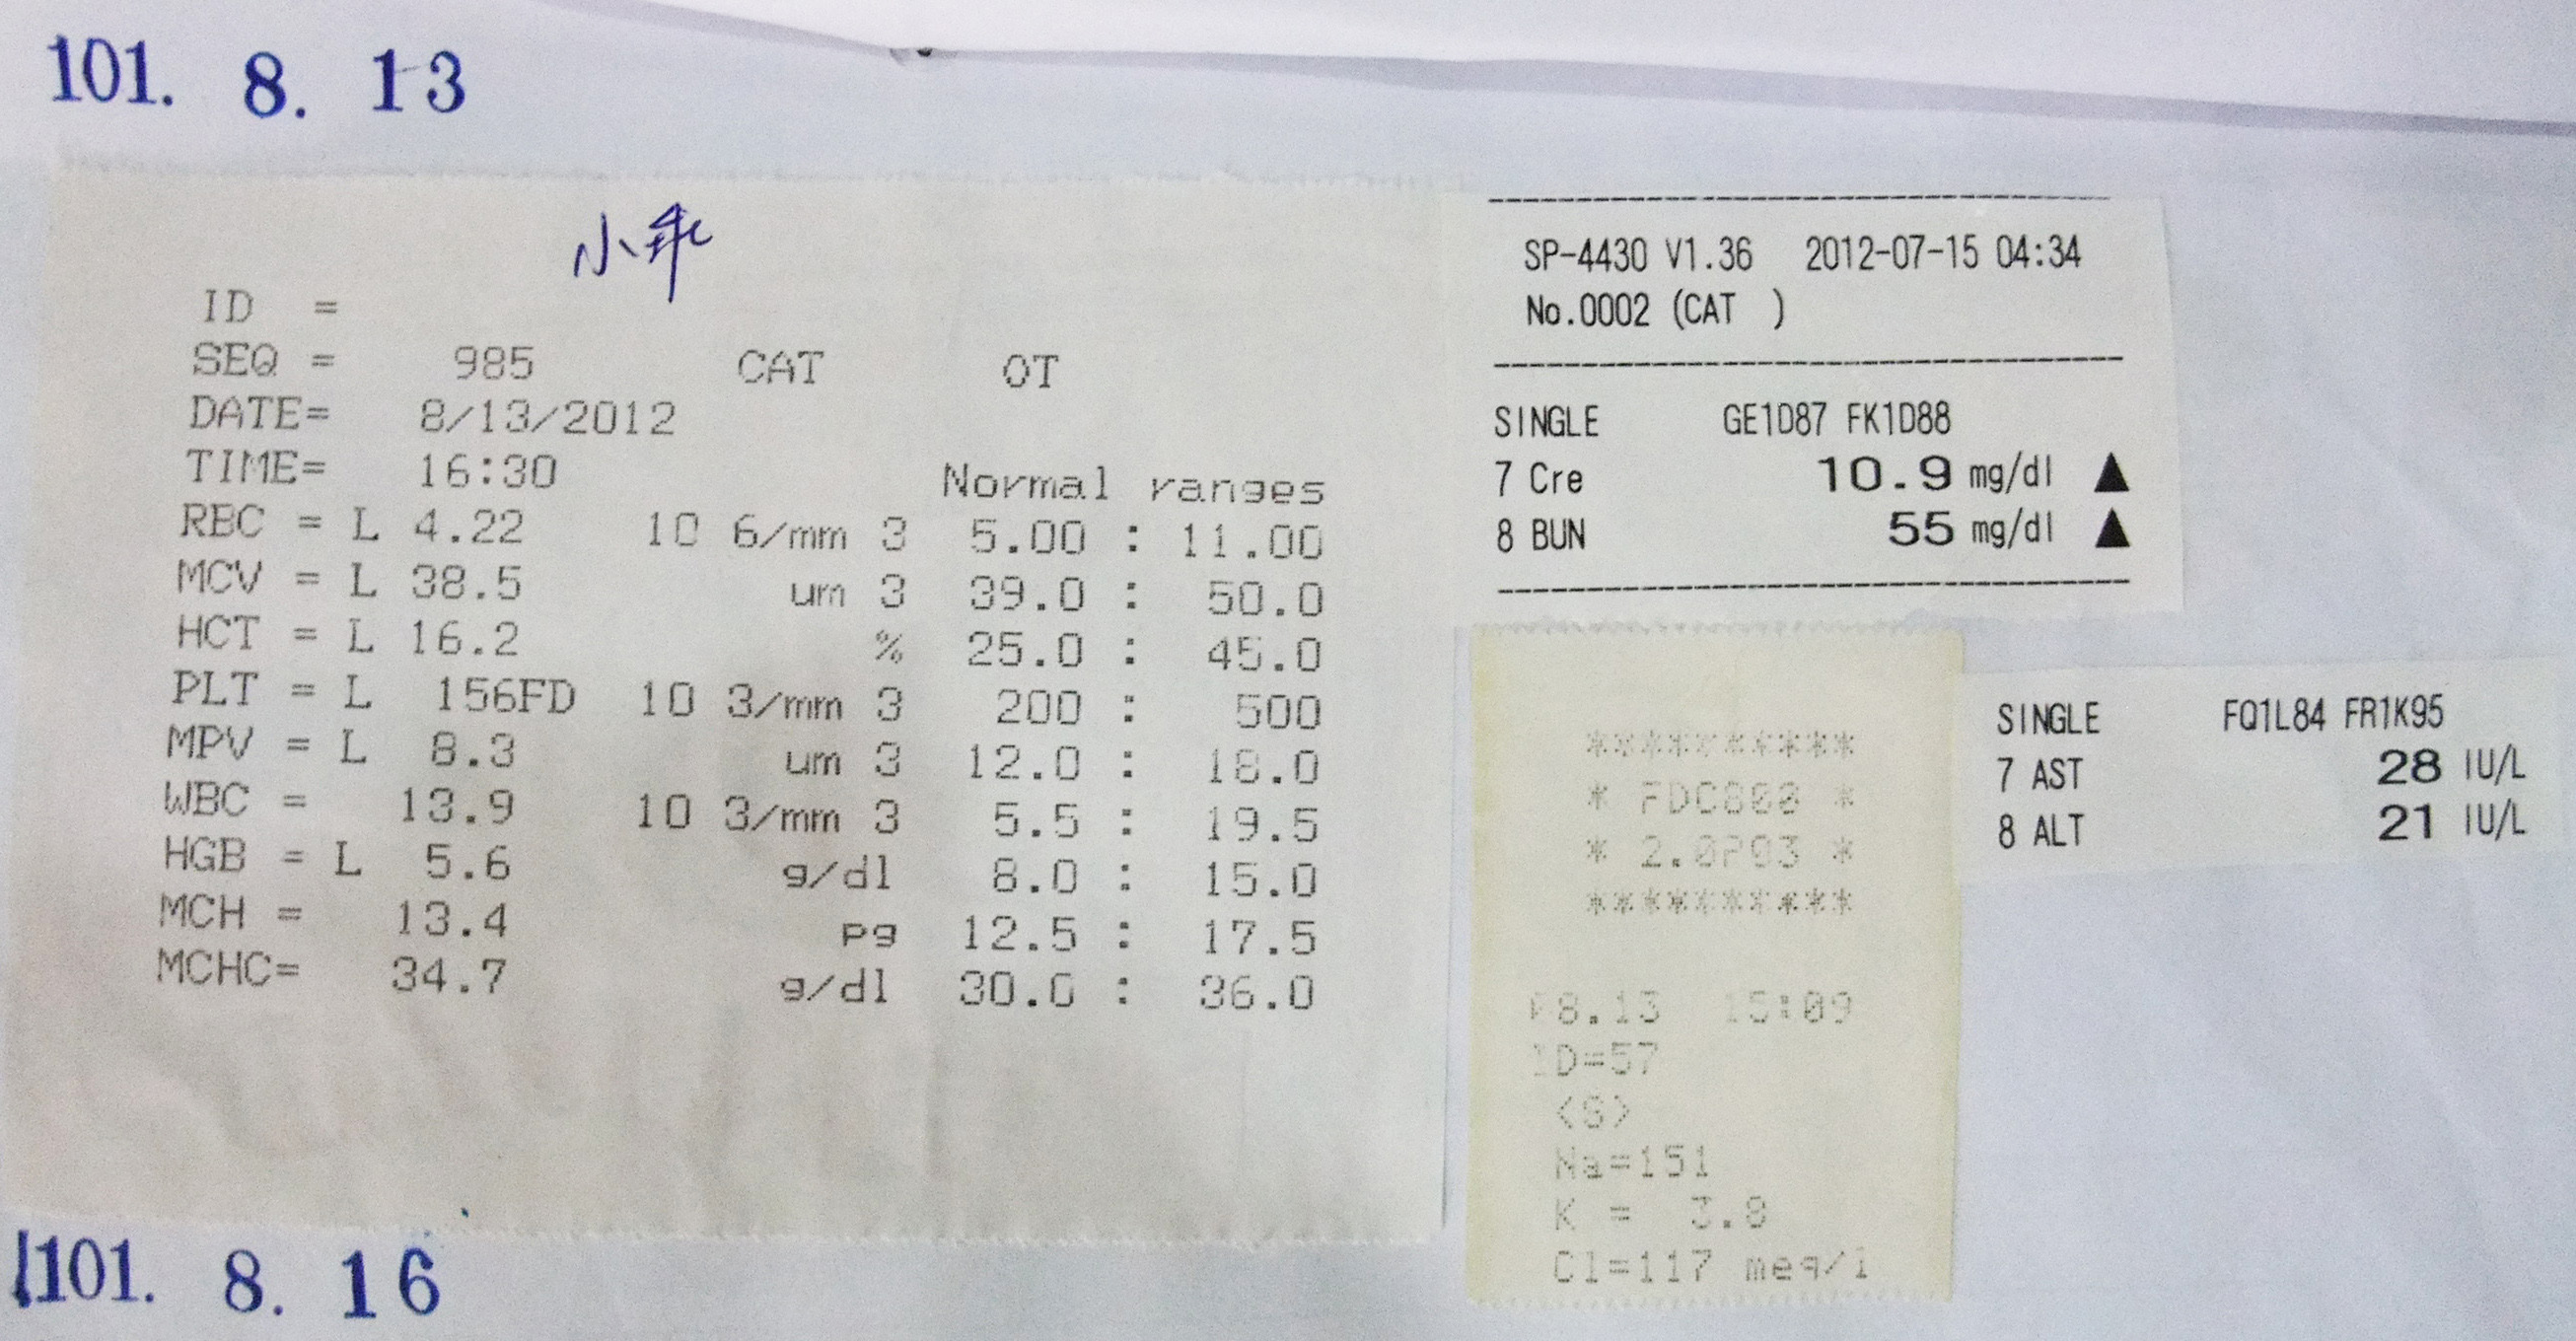 101. 8. 13
小乖
ID =
SEQ = 985 CAT OT
DATE= 8/13/2012
TIME= 16:30 Normal ranges
RBC = L 4.22 10 6/mm 3 5.00 : 11.00
MCV = L 38.5 um 3 39.0 : 50.0
HCT = L 16.2 % 25.0 : 45.0
PLT = L 156FD 10 3/mm 3 200 : 500
MPV = L 8.3 um 3 12.0 : 18.0
WBC = 13.9 10 3/mm 3 5.5 : 19.5
HGB = L 5.6 g/dl 8.0 : 15.0
MCH = 13.4 pg 12.5 : 17.5
MCHC= 34.7 g/dl 30.0 : 36.0
SP-4430 V1.36 2012-07-15 04:34
No.0002 (CAT )
SINGLE GE1D87 FK1D88
7 Cre 10.9 mg/dl ▲
8 BUN 55 mg/dl ▲
**********
* FDC800 *
* 2.0P03 *
**********
08.13 15:09
ID=57
<S>
Na=151
K = 3.8
Cl=117 meq/l
SINGLE FQ1L84 FR1K95
7 AST 28 IU/L
8 ALT 21 IU/L
101. 8. 16